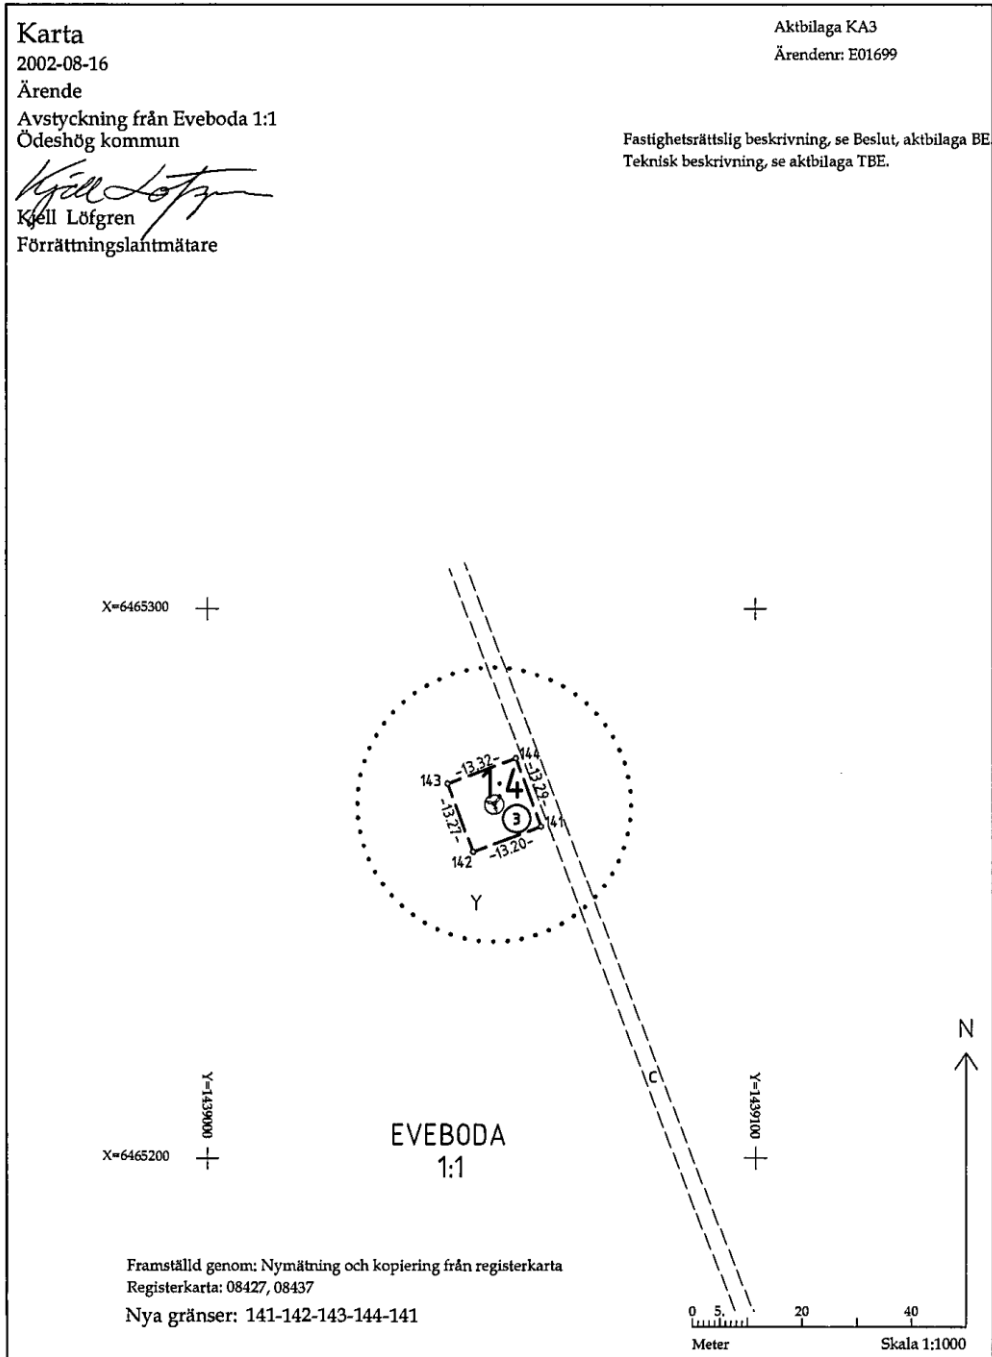 Karta
2002-08-16
Ärende
Avstyckning från Eveboda 1:1
Ödeshög kommun
Kjell Löfgren
Kjell Löfgren
Förrättningslantmätare
Aktbilaga KA3
Ärendenr: E01699
Fastighetsrättslig beskrivning, se Beslut, aktbilaga BE.
Teknisk beskrivning, se aktbilaga TBE.
X=6465300
144
-13.32-
143
1:4
-13.29-
-13.27-
3
141
142
-13.20-
Y
N
C
Y=1439000
Y=1439100
EVEBODA
1:1
X=6465200
Framställd genom: Nymätning och kopiering från registerkarta
Registerkarta: 08427, 08437
Nya gränser: 141-142-143-144-141
0 5. 20 40
Meter Skala 1:1000